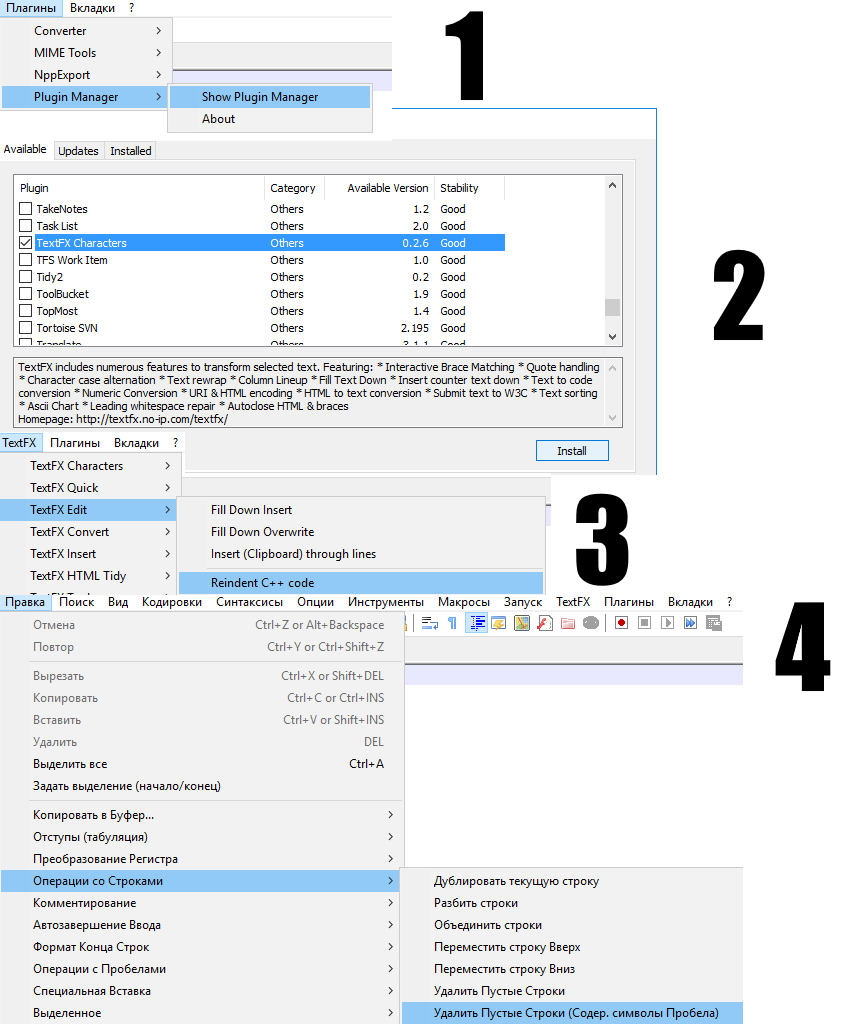 Плагины Вкладки ?
Converter
MIME Tools
NppExport
Plugin Manager
Show Plugin Manager
About
1
Available Updates Installed
Plugin Category Available Version Stability
TakeNotes Others 1.2 Good
Task List Others 2.0 Good
TextFX Characters Others 0.2.6 Good
TFS Work Item Others 1.0 Good
Tidy2 Others 0.2 Good
ToolBucket Others 1.9 Good
TopMost Others 1.4 Good
Tortoise SVN Others 2.195 Good
Translate Others 3.1.1 Good
TextFX includes numerous features to transform selected text. Featuring: * Interactive Brace Matching * Quote handling
* Character case alternation * Text rewrap * Column Lineup * Fill Text Down * Insert counter text down * Text to code
conversion * Numeric Conversion * URI & HTML encoding * HTML to text conversion * Submit text to W3C * Text sorting
* Ascii Chart * Leading whitespace repair * Autoclose HTML & braces
Homepage: http://textfx.no-ip.com/textfx/
Install
2
TextFX Плагины Вкладки ?
TextFX Characters
TextFX Quick
TextFX Edit
TextFX Convert
TextFX Insert
TextFX HTML Tidy
Fill Down Insert
Fill Down Overwrite
Insert (Clipboard) through lines
Reindent C++ code
3
Правка Поиск Вид Кодировки Синтаксисы Опции Инструменты Макросы Запуск TextFX Плагины Вкладки ?
Отмена Ctrl+Z or Alt+Backspace
Повтор Ctrl+Y or Ctrl+Shift+Z
Вырезать Ctrl+X or Shift+DEL
Копировать Ctrl+C or Ctrl+INS
Вставить Ctrl+V or Shift+INS
Удалить DEL
Выделить все Ctrl+A
Задать выделение (начало/конец)
Копировать в Буфер...
Отступы (табуляция)
Преобразование Регистра
Операции со Строками
Комментирование
Автозавершение Ввода
Формат Конца Строк
Операции с Пробелами
Специальная Вставка
Выделенное
Дублировать текущую строку
Разбить строки
Объединить строки
Переместить строку Вверх
Переместить строку Вниз
Удалить Пустые Строки
Удалить Пустые Строки (Содер. символы Пробела)
4